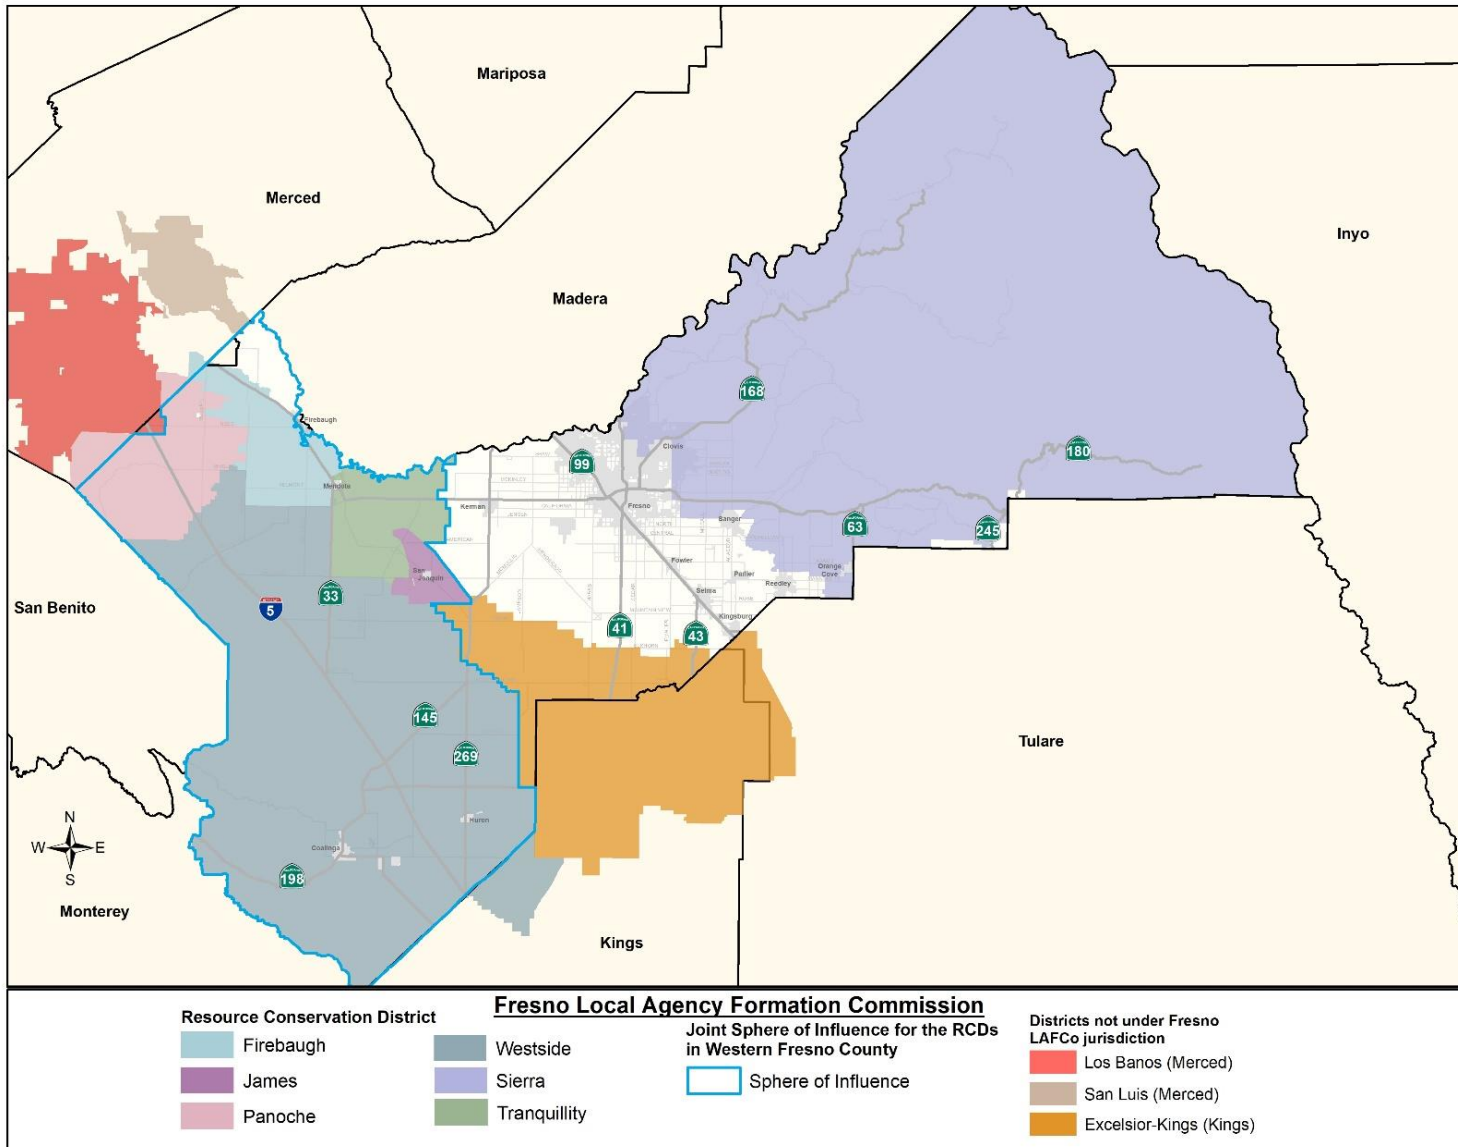 Mariposa
Merced
Inyo
Madera
168
Firebaugh
Clovis
180
99
Mendota
Kerman
Fresno
Sanger
63
245
San Joaquin
Fowler
Parlier
Orange
Cove
Reedley
33
5
San Benito
Selma
Kingsburg
41
43
145
269
Tulare
Huron
Coalinga
N
W E
S
198
Monterey
Kings
Fresno Local Agency Formation Commission
Resource Conservation District
Firebaugh
James
Panoche
Westside
Sierra
Tranquillity
Joint Sphere of Influence for the RCDs
in Western Fresno County
Sphere of Influence
Districts not under Fresno
LAFCo jurisdiction
Los Banos (Merced)
San Luis (Merced)
Excelsior-Kings (Kings)